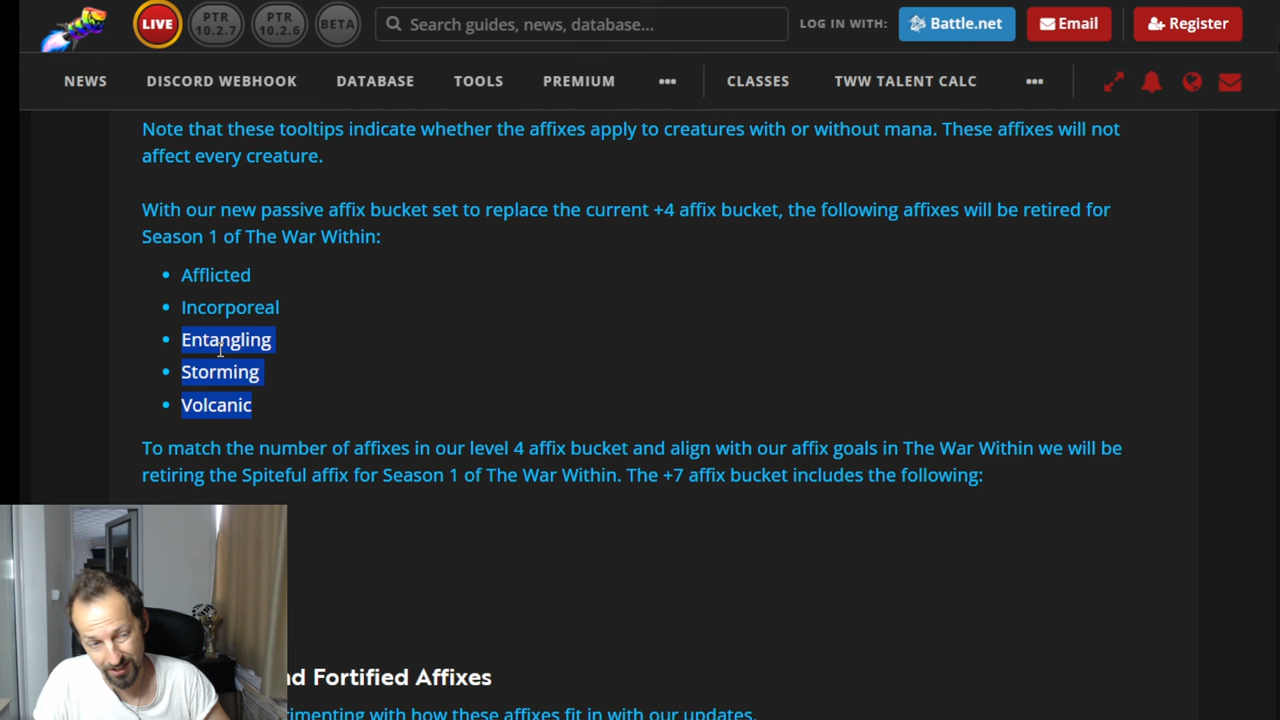 LIVE
PTR
10.2.7
PTR
10.2.6
BETA
Search guides, news, database...
LOG IN WITH:
Battle.net
Email
Register
NEWS
DISCORD WEBHOOK
DATABASE
TOOLS
PREMIUM
•••
CLASSES
TWW TALENT CALC
•••
Note that these tooltips indicate whether the affixes apply to creatures with or without mana. These affixes will not
affect every creature.
With our new passive affix bucket set to replace the current +4 affix bucket, the following affixes will be retired for
Season 1 of The War Within:
• Afflicted
• Incorporeal
• Entangling
• Storming
• Volcanic
To match the number of affixes in our level 4 affix bucket and align with our affix goals in The War Within we will be
retiring the Spiteful affix for Season 1 of The War Within. The +7 affix bucket includes the following:
nd Fortified Affixes
imenting with how these affixes fit in with our updates.